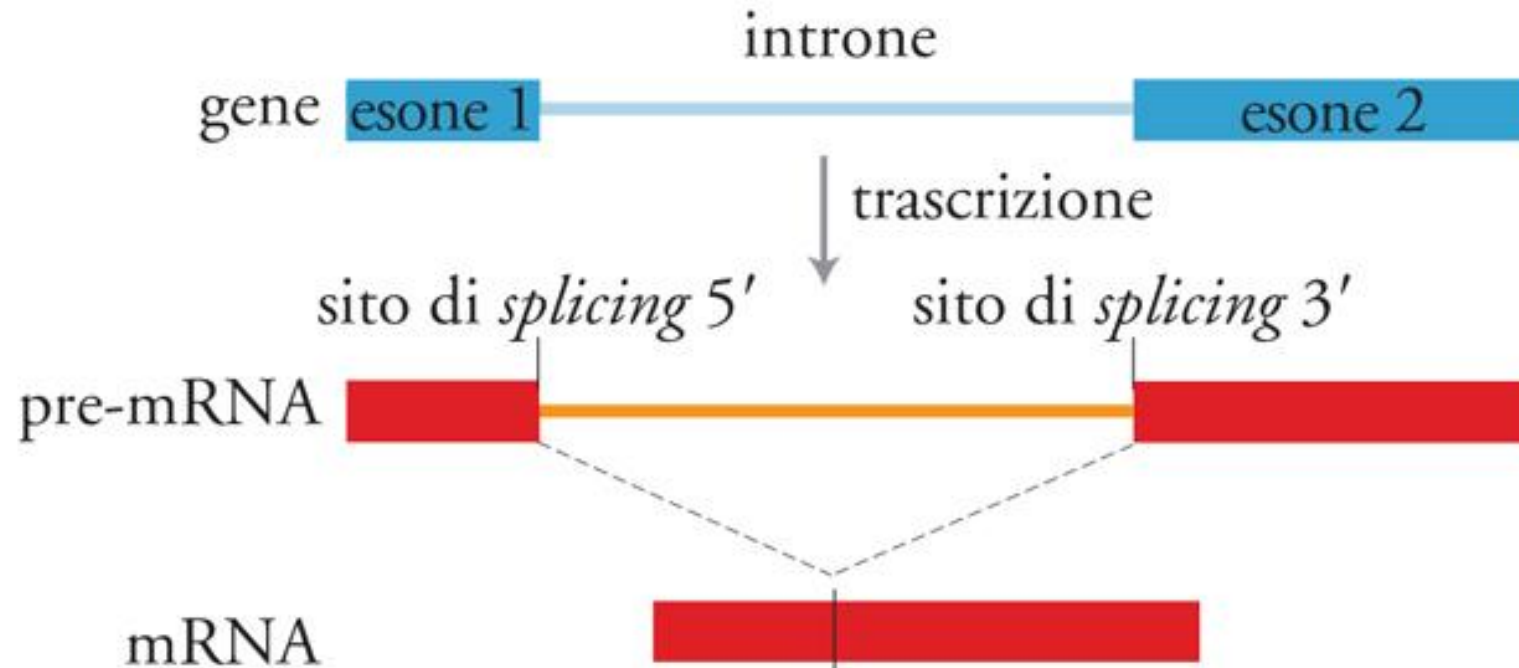 introne
gene esone 1 esone 2
trascrizione
sito di splicing 5′ sito di splicing 3′
pre-mRNA
mRNA